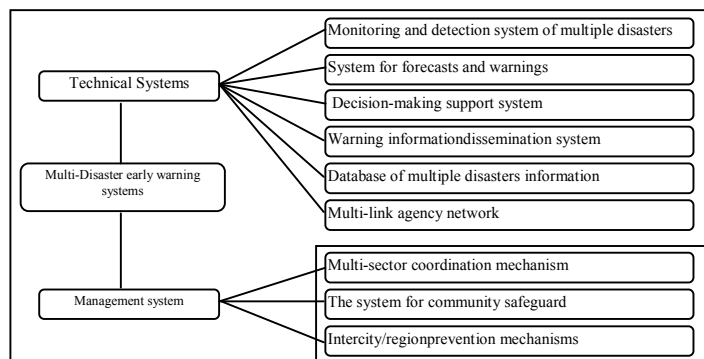 Monitoring and detection system of multiple disasters
System for forecasts and warnings
Technical Systems
Decision-making support system
Warning informationdissemination system
Multi-Disaster early warning
systems
Database of multiple disasters information
Multi-link agency network
Multi-sector coordination mechanism
Management system
The system for community safeguard
Intercity/regionprevention mechanisms